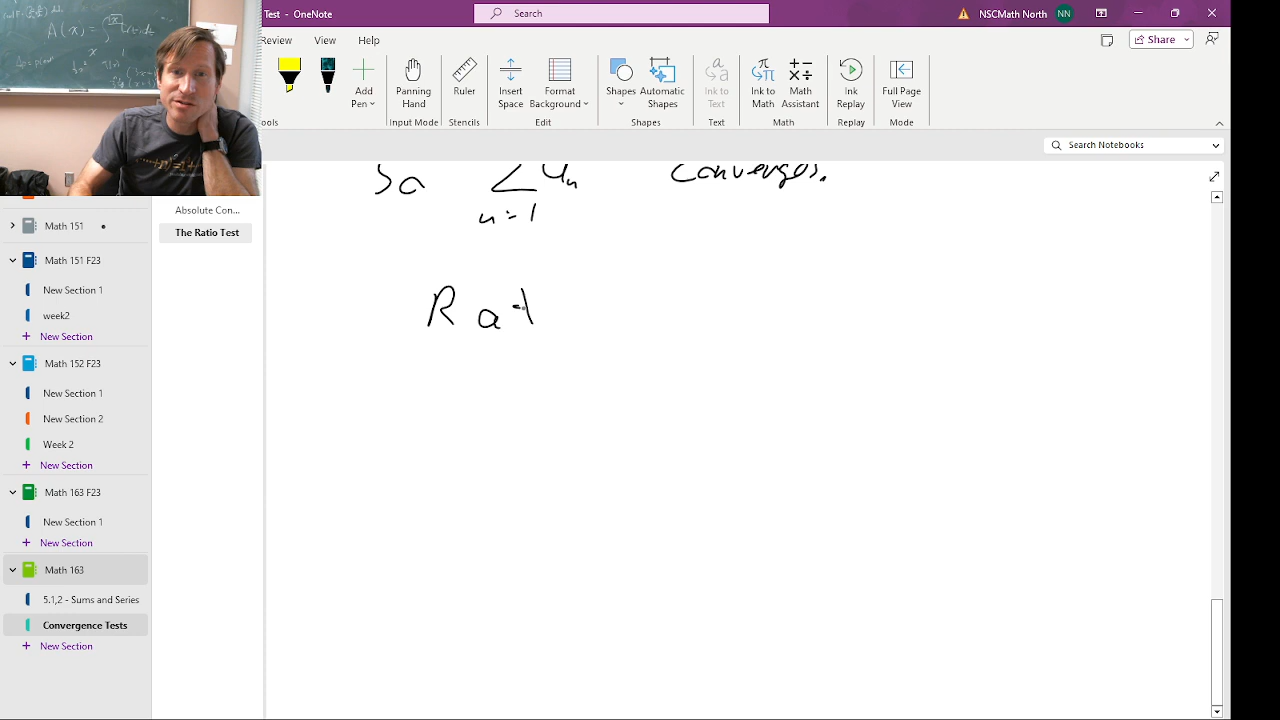 A(x) =
Test - OneNote
Search
NSCMath North
NN
Review
View
Help
Share
Add Pen
Panning Hand
Ruler
Insert Space
Format Background
Shapes
Automatic Shapes
Ink to Text
Ink to Math
Math Assistant
Ink Replay
Full Page View
ools
Input Mode
Stencils
Edit
Shapes
Text
Math
Replay
Mode
Search Notebooks
Absolute Con...
The Ratio Test
Math 151
Math 151 F23
New Section 1
week2
+ New Section
Math 152 F23
New Section 1
New Section 2
Week 2
+ New Section
Math 163 F23
New Section 1
+ New Section
Math 163
5.1,2 - Sums and Series
Convergence Tests
+ New Section
So Σ converges.
n=1
Rat